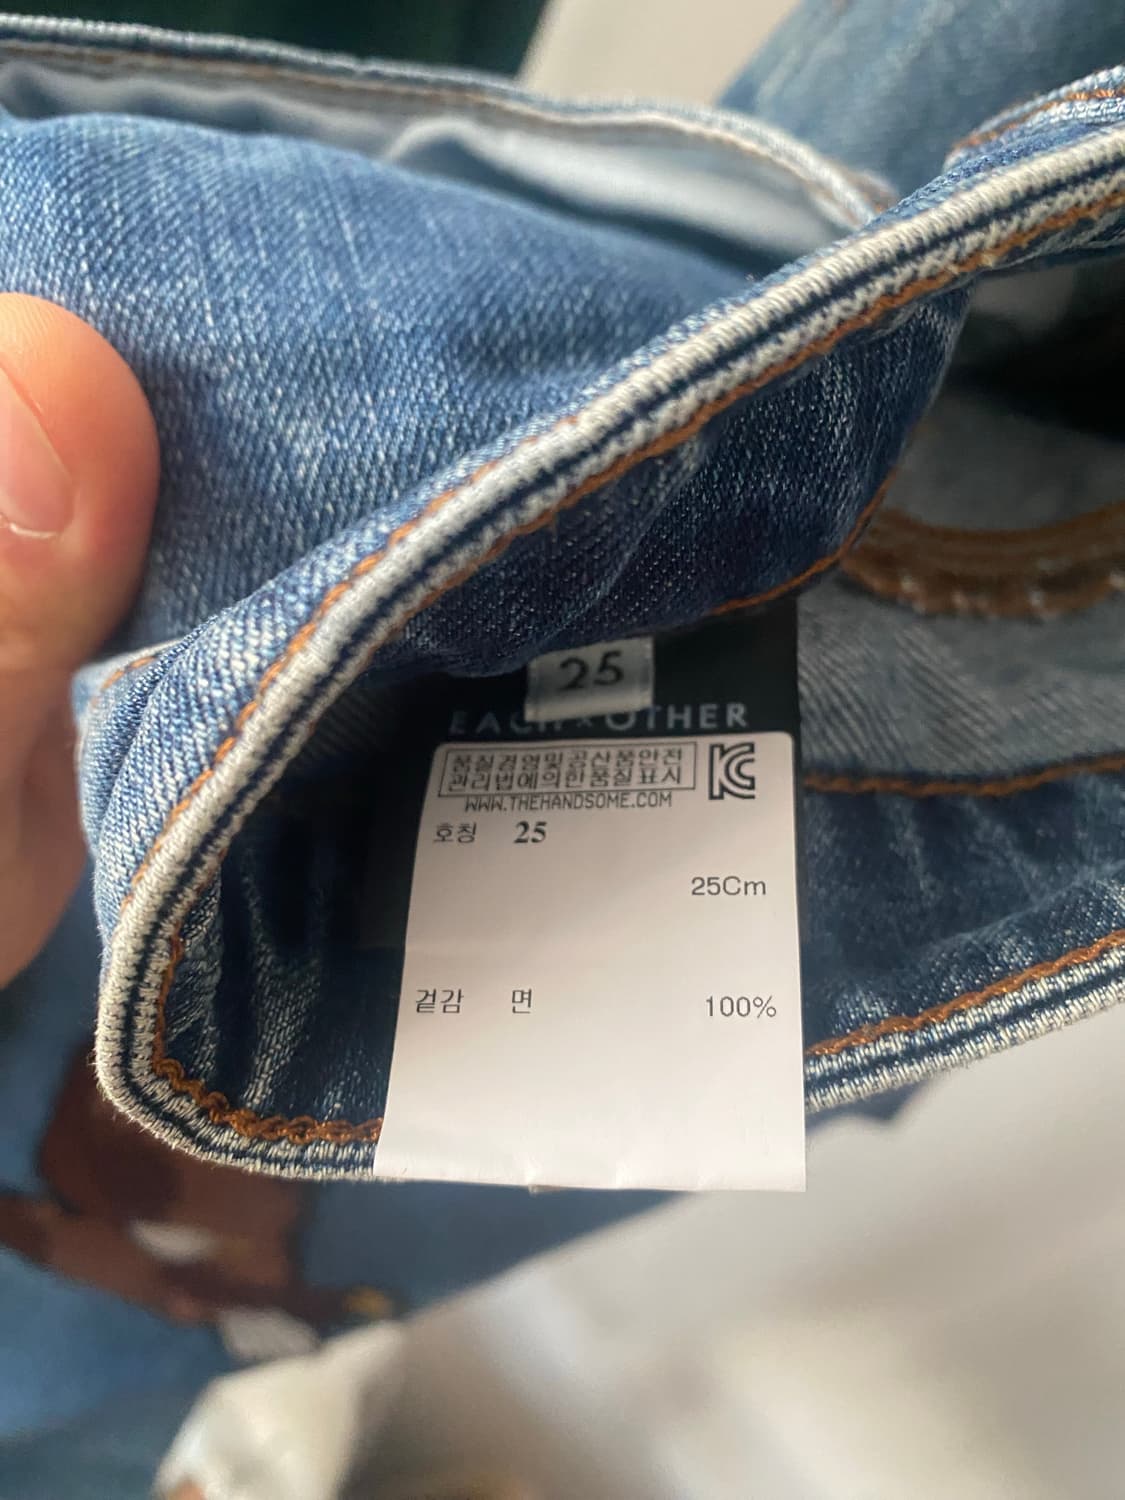 25
EACH × OTHER
품질경영및공산품안전
관리법에의한품질표시
KC
WWW.THEHANDSOME.COM
호칭 25
25Cm
겉감 면 100%